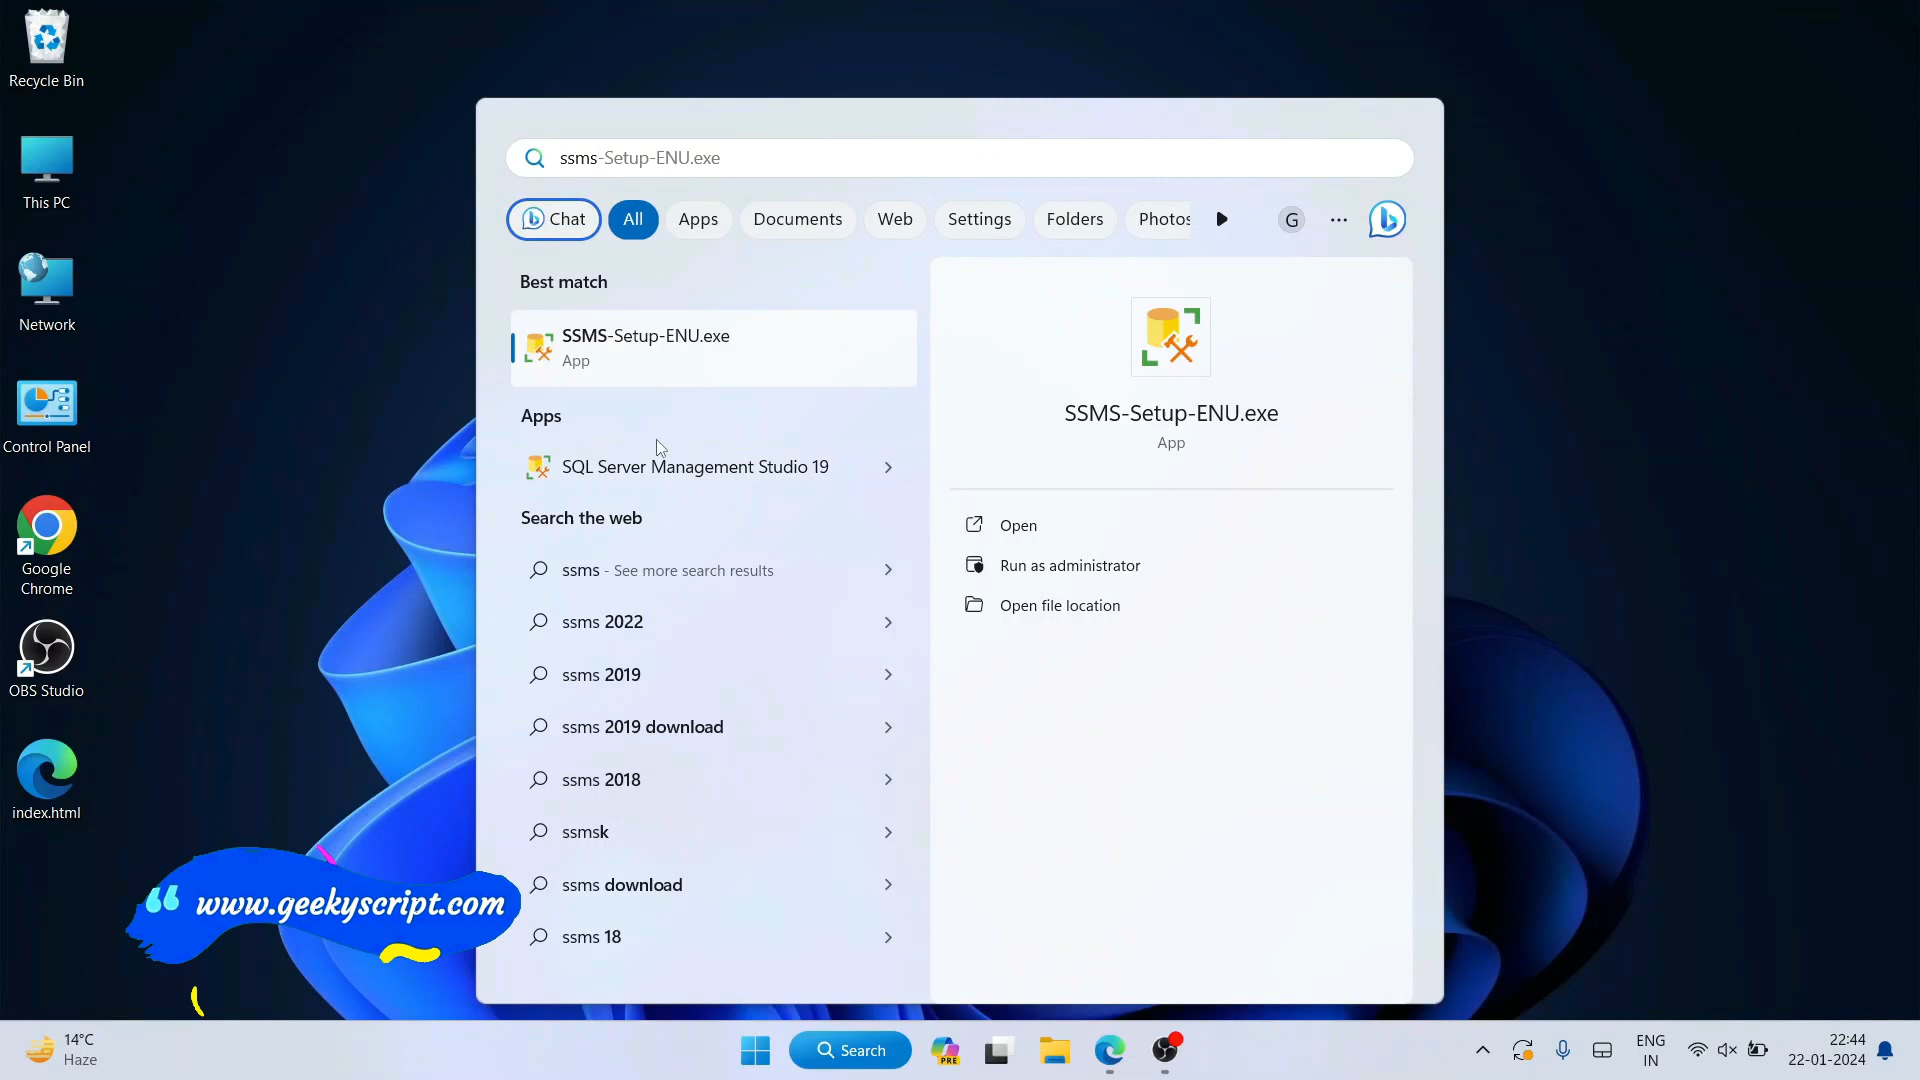 Recycle Bin
This PC
Network
Control Panel
Google
Chrome
OBS Studio
index.html
ssms-Setup-ENU.exe
Chat All Apps Documents Web Settings Folders Photos G
Best match
SSMS-Setup-ENU.exe
App
Apps
SQL Server Management Studio 19
Search the web
ssms - See more search results
ssms 2022
ssms 2019
ssms 2019 download
ssms 2018
ssmsk
ssms download
ssms 18
SSMS-Setup-ENU.exe
App
Open
Run as administrator
Open file location
“ www.geekyscript.com
14°C
Haze
Search
PRE
ENG
IN
22:44
22-01-2024